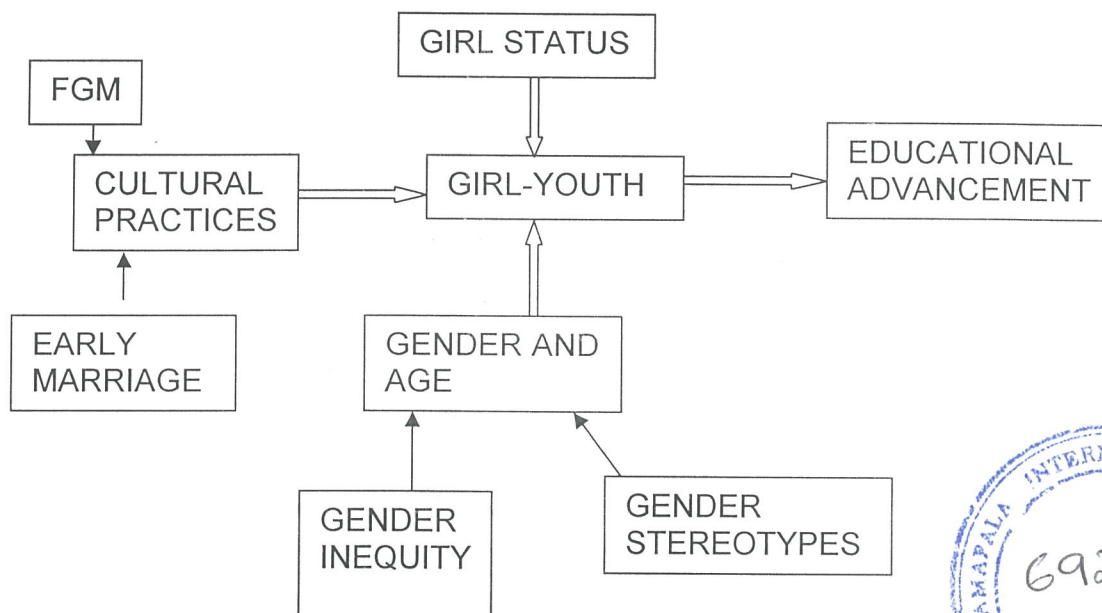 GIRL STATUS
FGM
CULTURAL
PRACTICES
GIRL-YOUTH
EDUCATIONAL
ADVANCEMENT
EARLY
MARRIAGE
GENDER AND
AGE
GENDER
INEQUITY
GENDER
STEREOTYPES